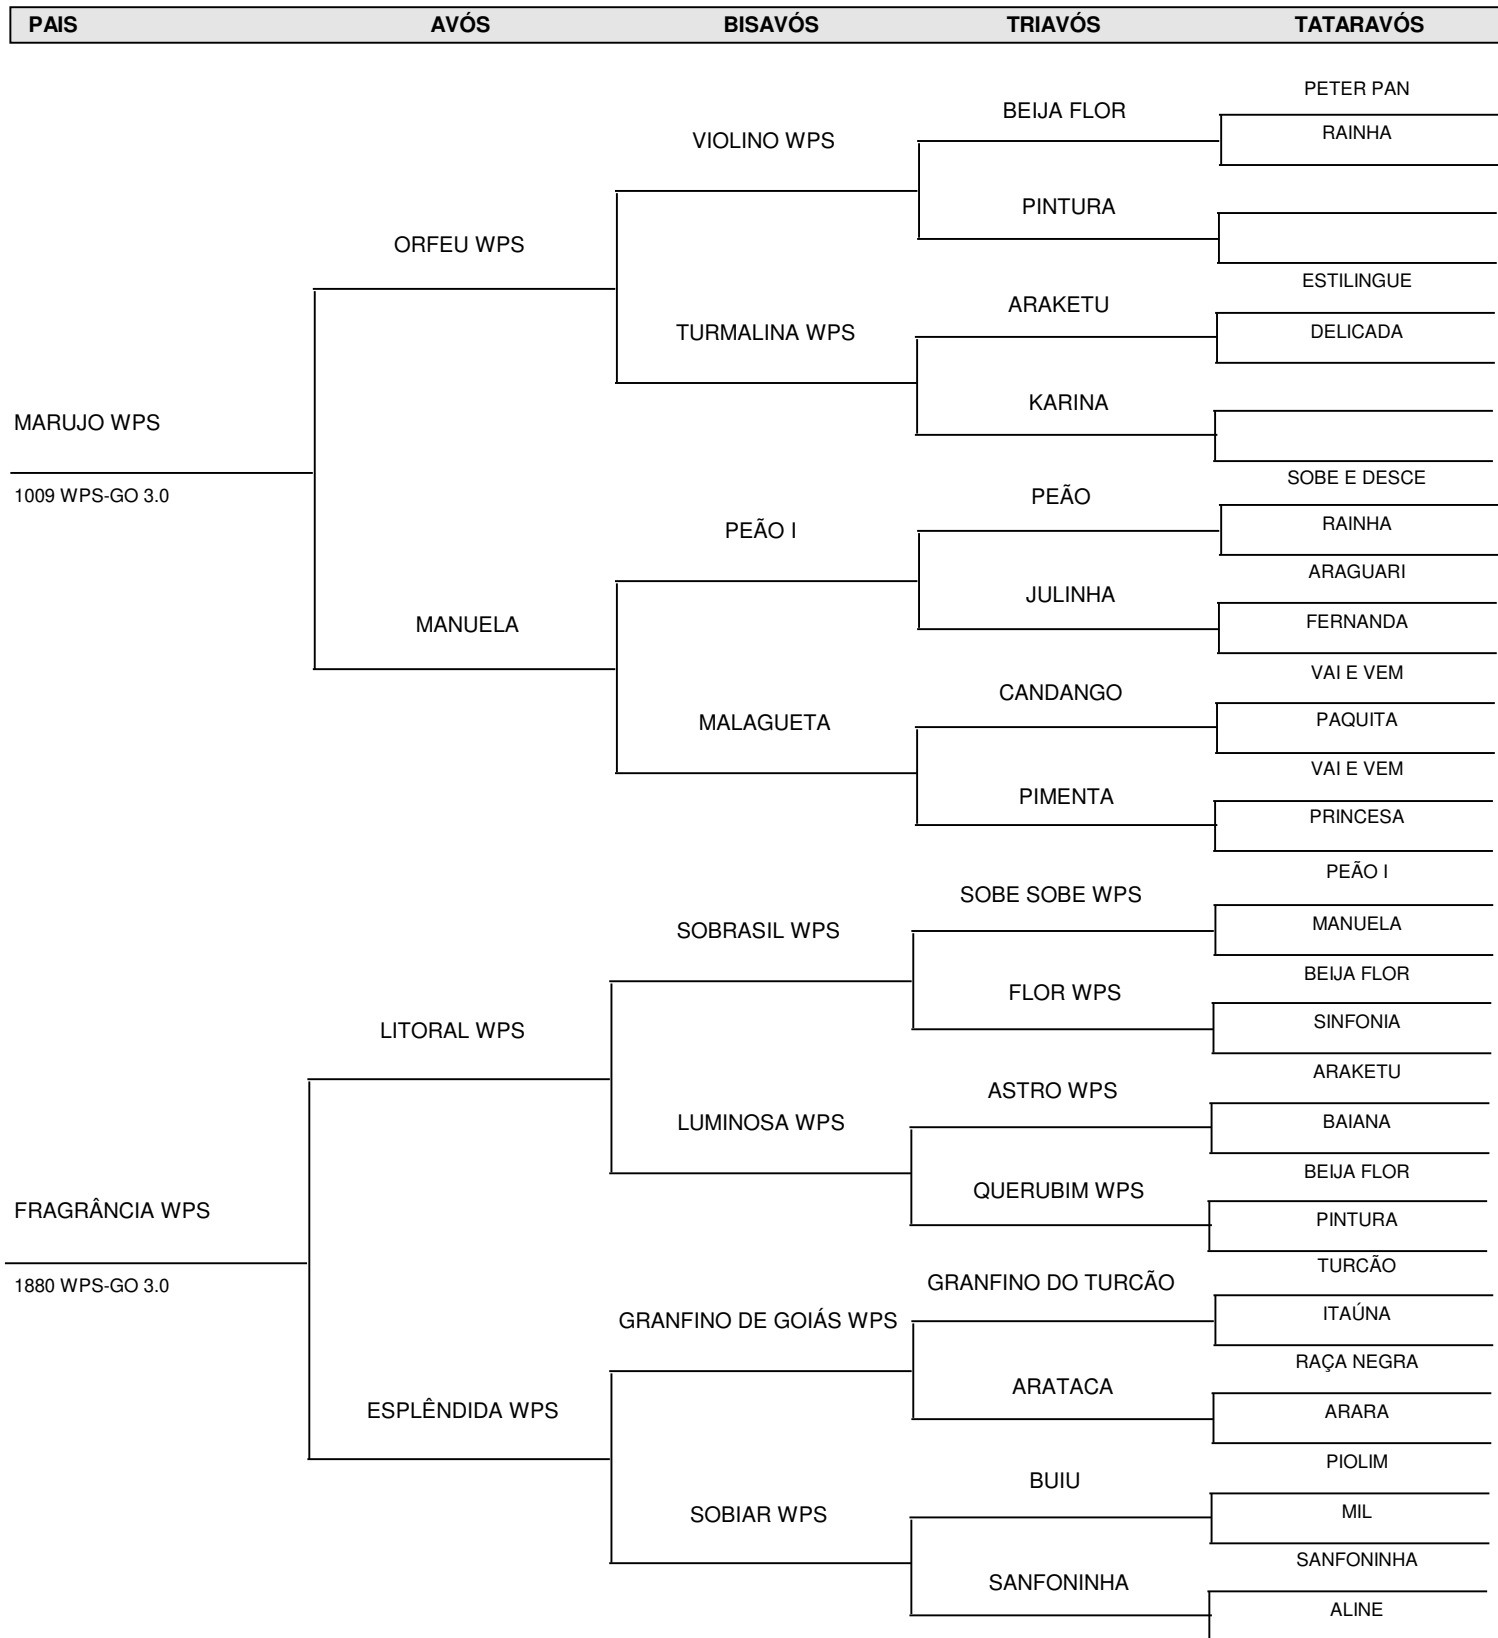 PAIS AVÓS BISAVÓS TRIAVÓS TATARAVÓS
PETER PAN
BEIJA FLOR
RAINHA
VIOLINO WPS
PINTURA
ORFEU WPS
ESTILINGUE
ARAKETU
DELICADA
TURMALINA WPS
KARINA
MARUJO WPS
1009 WPS-GO 3.0
SOBE E DESCE
PEÃO
RAINHA
PEÃO I
ARAGUARI
JULINHA
FERNANDA
MANUELA
VAI E VEM
CANDANGO
PAQUITA
MALAGUETA
VAI E VEM
PIMENTA
PRINCESA
PEÃO I
SOBE SOBE WPS
MANUELA
SOBRASIL WPS
BEIJA FLOR
FLOR WPS
SINFONIA
LITORAL WPS
ARAKETU
ASTRO WPS
BAIANA
LUMINOSA WPS
BEIJA FLOR
QUERUBIM WPS
PINTURA
FRAGRÂNCIA WPS
1880 WPS-GO 3.0
TURCÃO
GRANFINO DO TURCÃO
ITAÚNA
GRANFINO DE GOIÁS WPS
RAÇA NEGRA
ARATACA
ARARA
ESPLÊNDIDA WPS
PIOLIM
BUIU
MIL
SOBIAR WPS
SANFONINHA
SANFONINHA
ALINE